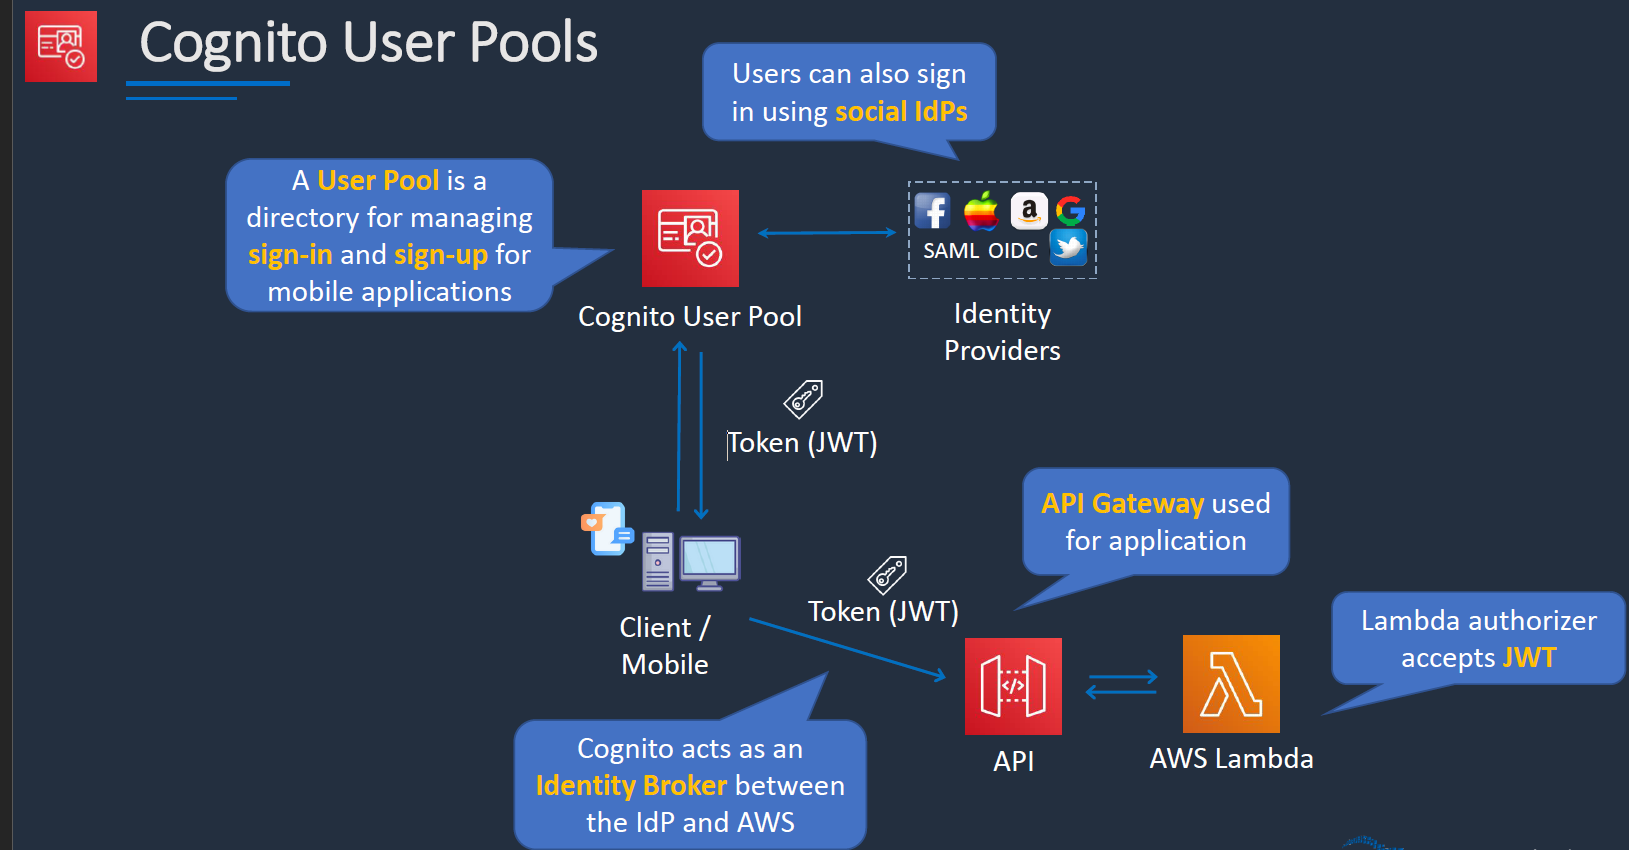 Cognito User Pools
Users can also sign
in using social IdPs
A User Pool is a
directory for managing
sign-in and sign-up for
mobile applications
SAML OIDC
Cognito User Pool
Identity
Providers
Token (JWT)
API Gateway used
for application
Token (JWT)
Client /
Mobile
Lambda authorizer
accepts JWT
</>
API
AWS Lambda
Cognito acts as an
Identity Broker between
the IdP and AWS